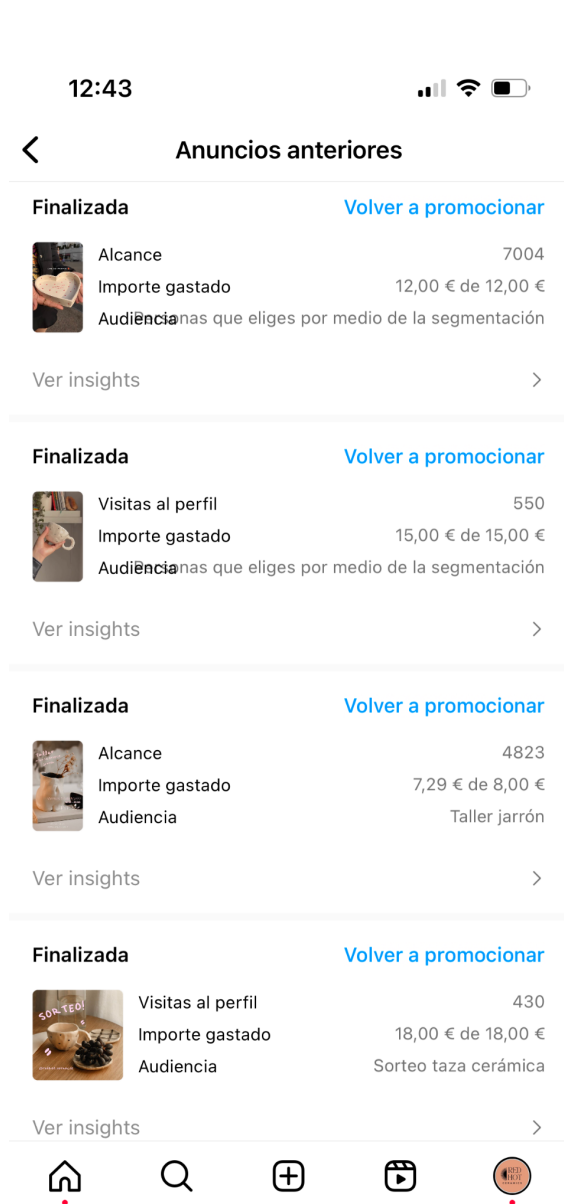 12:43
Anuncios anteriores
Finalizada Volver a promocionar
Alcance 7004
Importe gastado 12,00 € de 12,00 €
Audiencia Personas que eliges por medio de la segmentación
Ver insights
Finalizada Volver a promocionar
Visitas al perfil 550
Importe gastado 15,00 € de 15,00 €
Audiencia Personas que eliges por medio de la segmentación
Ver insights
Finalizada Volver a promocionar
Alcance 4823
Importe gastado 7,29 € de 8,00 €
Audiencia Taller jarrón
Ver insights
Finalizada Volver a promocionar
SORTEO!
Visitas al perfil 430
Importe gastado 18,00 € de 18,00 €
Audiencia Sorteo taza cerámica
Ver insights
RED
HOT